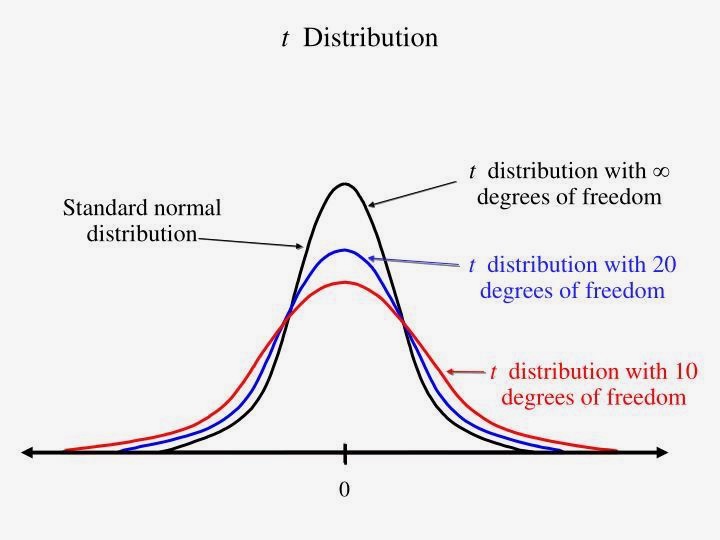 t Distribution
t distribution with ∞
degrees of freedom
Standard normal
distribution
t distribution with 20
degrees of freedom
t distribution with 10
degrees of freedom
0